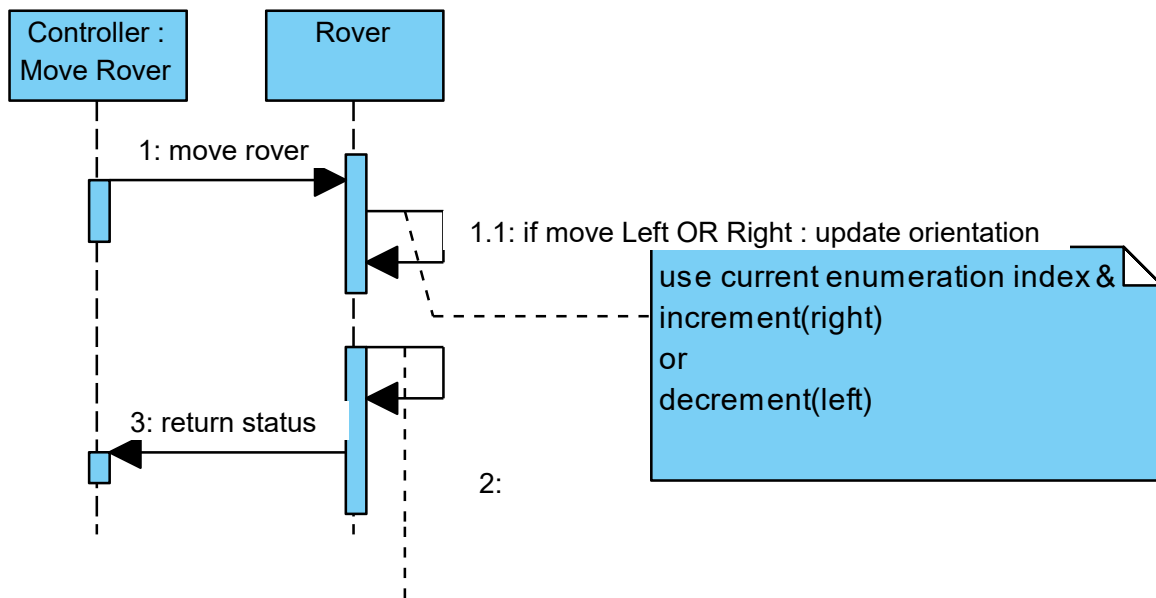 Controller :
Move Rover
Rover
1: move rover
1.1: if move Left OR Right : update orientation
use current enumeration index &
increment(right)
or
decrement(left)
3: return status
2: